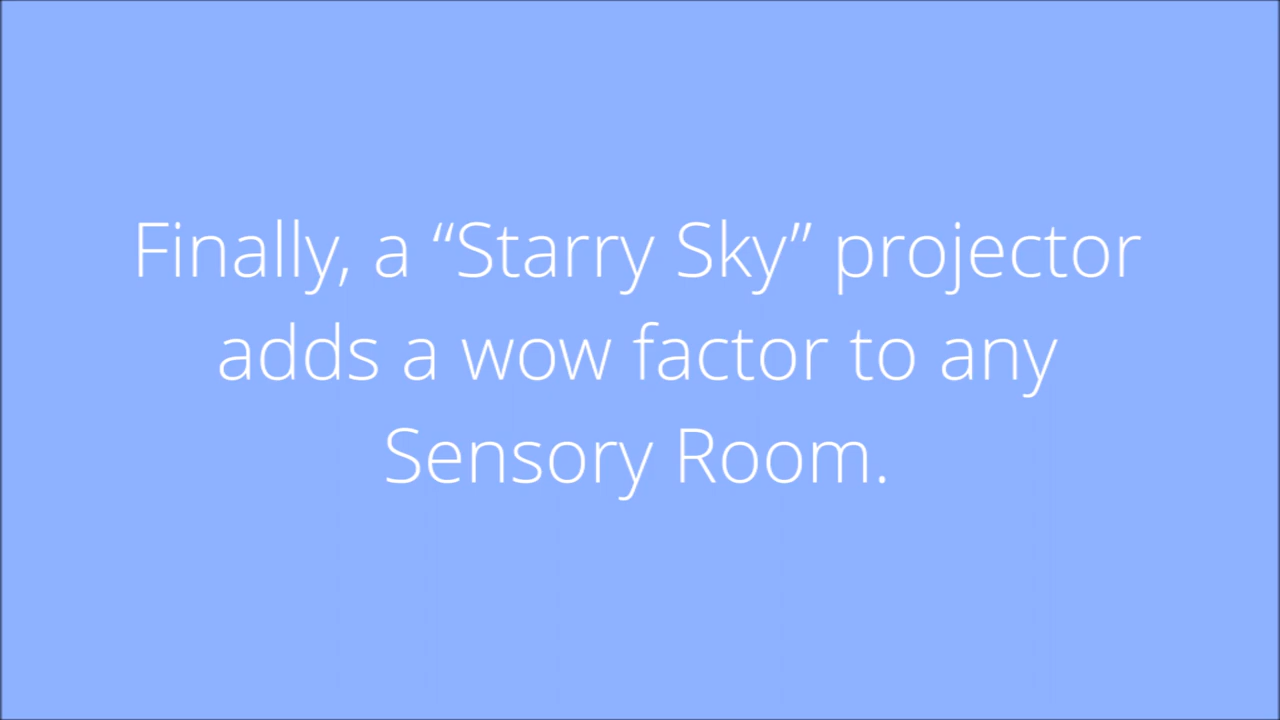 Finally, a “Starry Sky” projector
adds a wow factor to any
Sensory Room.